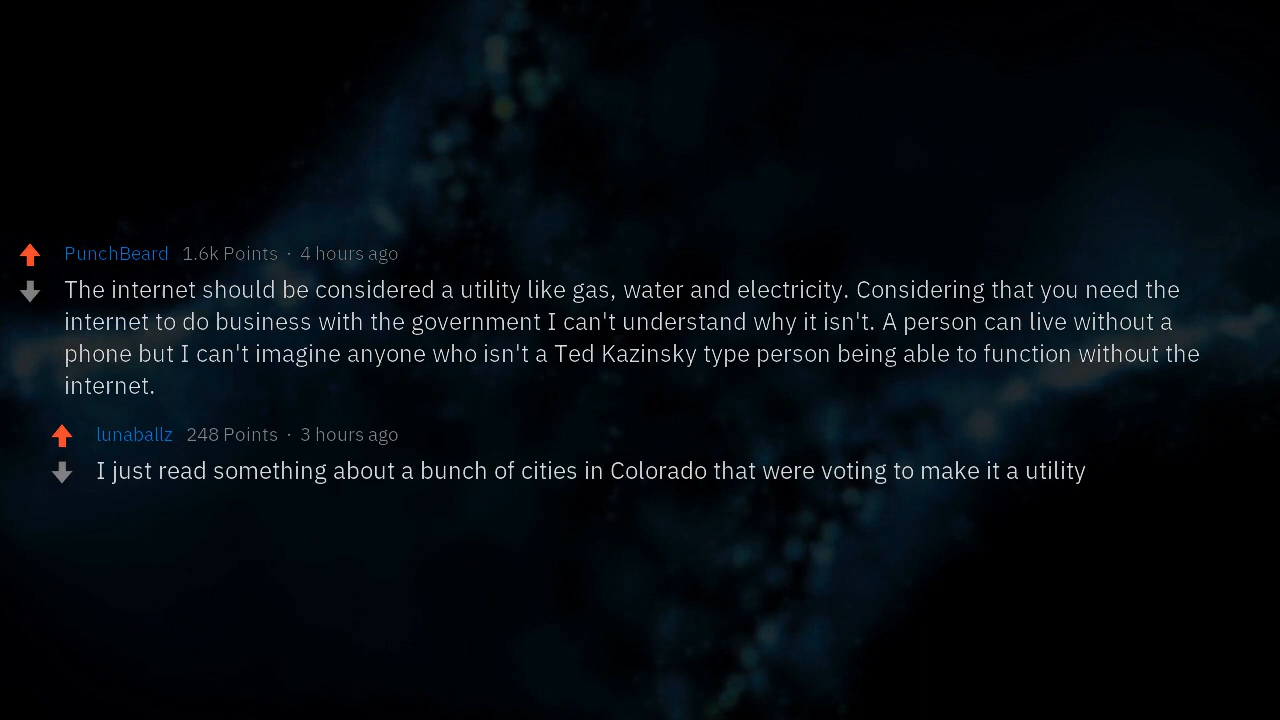 PunchBeard 1.6k Points · 4 hours ago
The internet should be considered a utility like gas, water and electricity. Considering that you need the
internet to do business with the government I can't understand why it isn't. A person can live without a
phone but I can't imagine anyone who isn't a Ted Kazinsky type person being able to function without the
internet.
lunaballz 248 Points · 3 hours ago
I just read something about a bunch of cities in Colorado that were voting to make it a utility